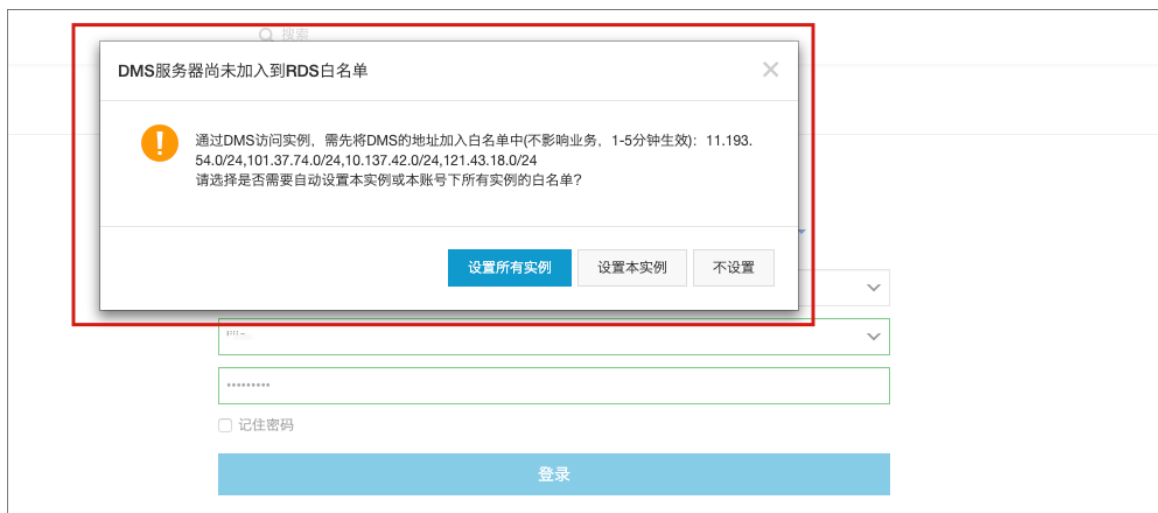 搜索
DMS服务器尚未加入到RDS白名单
通过DMS访问实例，需先将DMS的地址加入白名单中(不影响业务，1-5分钟生效)：11.193.
54.0/24,101.37.74.0/24,10.137.42.0/24,121.43.18.0/24
请选择是否需要自动设置本实例或本账号下所有实例的白名单?
设置所有实例 设置本实例 不设置
记住密码
登录